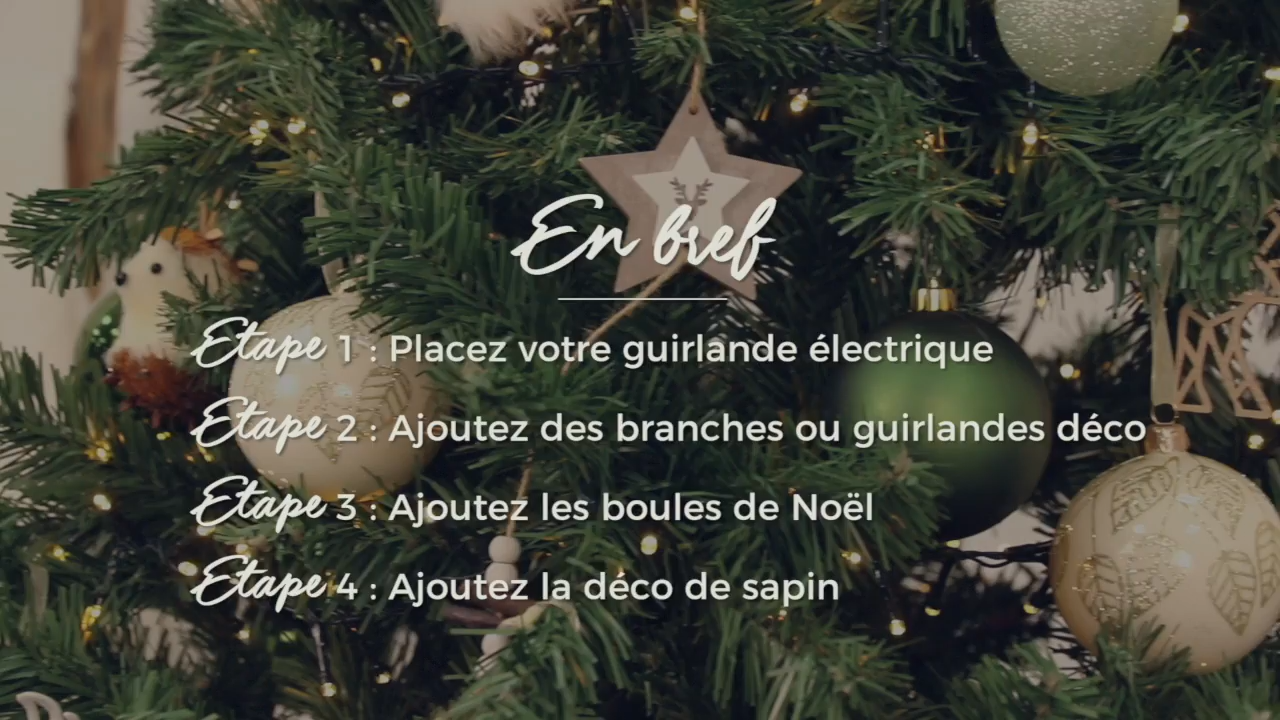 En bref
Etape 1 : Placez votre guirlande électrique
Etape 2 : Ajoutez des branches ou guirlandes déco
Etape 3 : Ajoutez les boules de Noël
Etape 4 : Ajoutez la déco de sapin